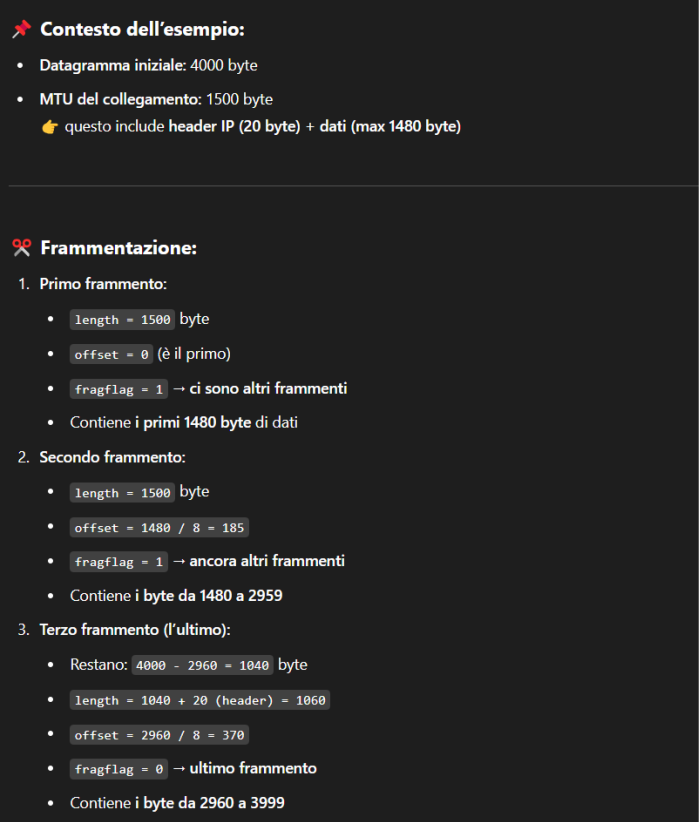 📌 Contesto dell’esempio:
• Datagramma iniziale: 4000 byte
• MTU del collegamento: 1500 byte
👉 questo include header IP (20 byte) + dati (max 1480 byte)
✂️ Frammentazione:
1. Primo frammento:
• length = 1500 byte
• offset = 0 (è il primo)
• fragflag = 1 → ci sono altri frammenti
• Contiene i primi 1480 byte di dati
2. Secondo frammento:
• length = 1500 byte
• offset = 1480 / 8 = 185
• fragflag = 1 → ancora altri frammenti
• Contiene i byte da 1480 a 2959
3. Terzo frammento (l’ultimo):
• Restano: 4000 - 2960 = 1040 byte
• length = 1040 + 20 (header) = 1060
• offset = 2960 / 8 = 370
• fragflag = 0 → ultimo frammento
• Contiene i byte da 2960 a 3999